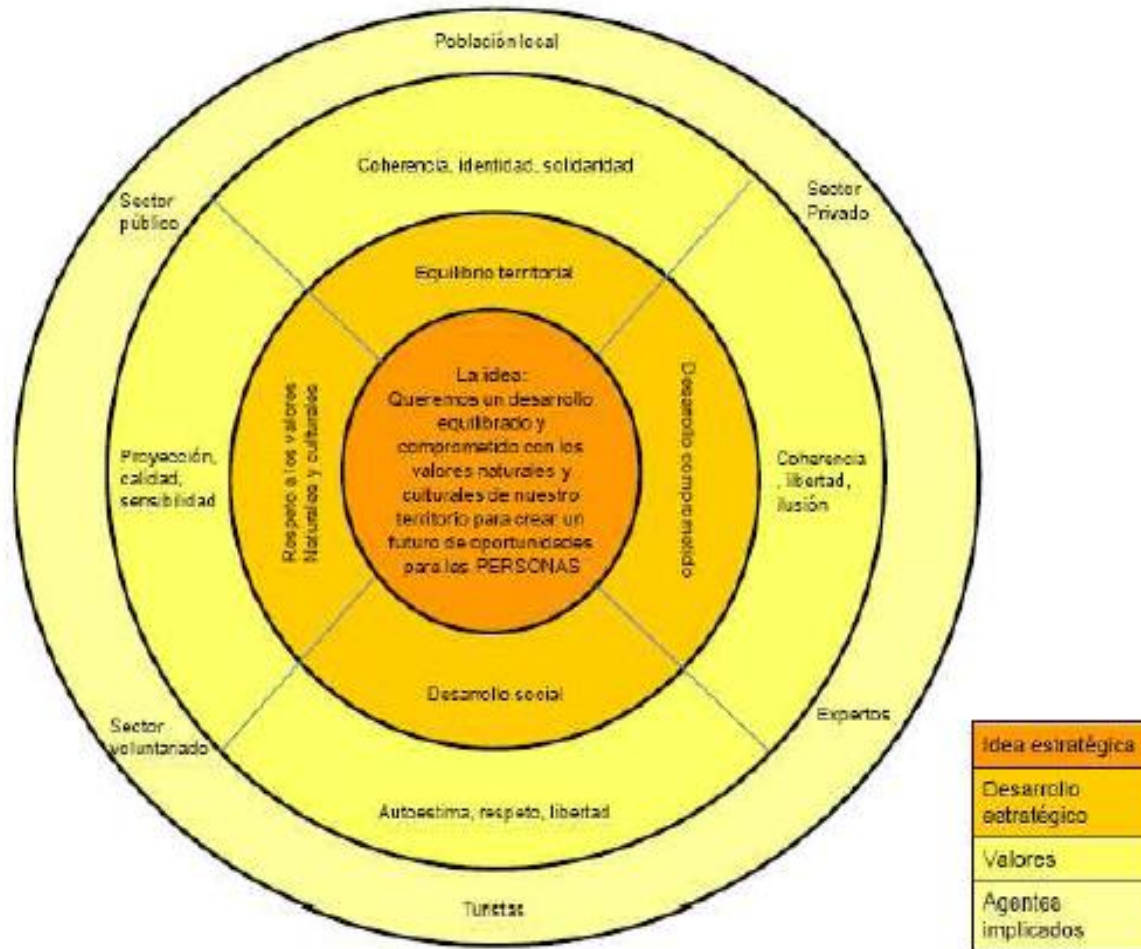 Población local
Coherencia, identidad, solidaridad
Sector
público
Sector
Privado
Equilibrio territorial
La idea:
Queremos un desarrollo
equilibrado y
comprometido con los
valores naturales y
culturales de nuestro
territorio para crear un
futuro de oportunidades
para las PERSONAS
Respeto a los valores
Naturales y culturales
Desarrollo comprometido
Proyección,
calidad,
sensibilidad
Coherencia
, libertad,
ilusión
Desarrollo social
Sector
voluntariado
Expertos
Autoestima, respeto, libertad
Turistas
Idea estratégica
Desarrollo
estratégico
Valores
Agentes
implicados